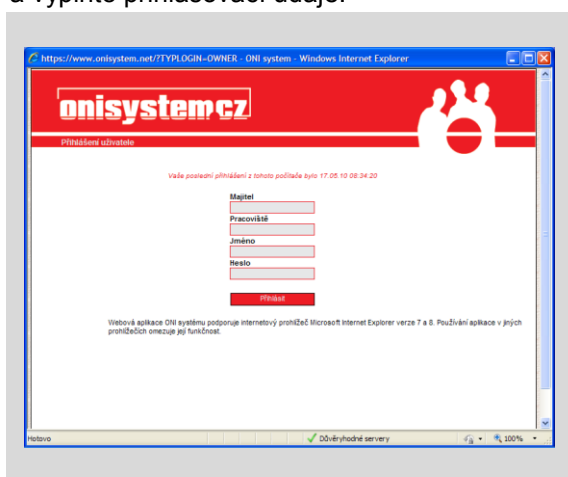 a vyplňte přihlašovací údaje.
https://www.onisystem.net/?TYPLOGIN=OWNER - ONI system - Windows Internet Explorer
onisystemcz
Přihlášení uživatele
Vaše poslední přihlášení z tohoto počítače bylo 17.05.10 08:34:20
Majitel
Pracoviště
Jméno
Heslo
Přihlásit
Webová aplikace ONI systému podporuje internetový prohlížeč Microsoft Internet Explorer verze 7 a 8. Používání aplikace v jiných
prohlížečích omezuje její funkčnost.
Hotovo
Důvěryhodné servery
100%